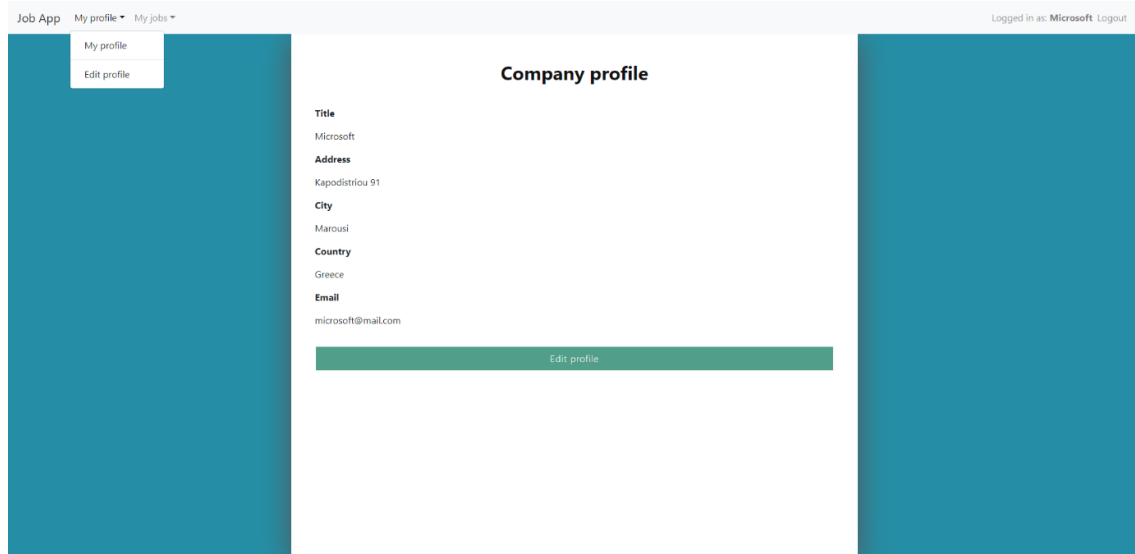 Job App My profile My jobs Logged in as: Microsoft Logout
My profile
Edit profile
Company profile
Title
Microsoft
Address
Kapodistriou 91
City
Marousi
Country
Greece
Email
microsoft@mail.com
Edit profile